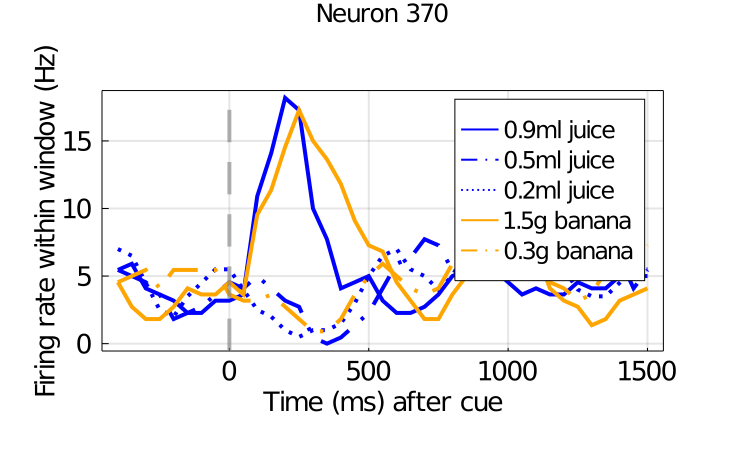 Neuron 370
Firing rate within window (Hz)
15
10
5
0
0.9ml juice
0.5ml juice
0.2ml juice
1.5g banana
0.3g banana
0 500 1000 1500
Time (ms) after cue